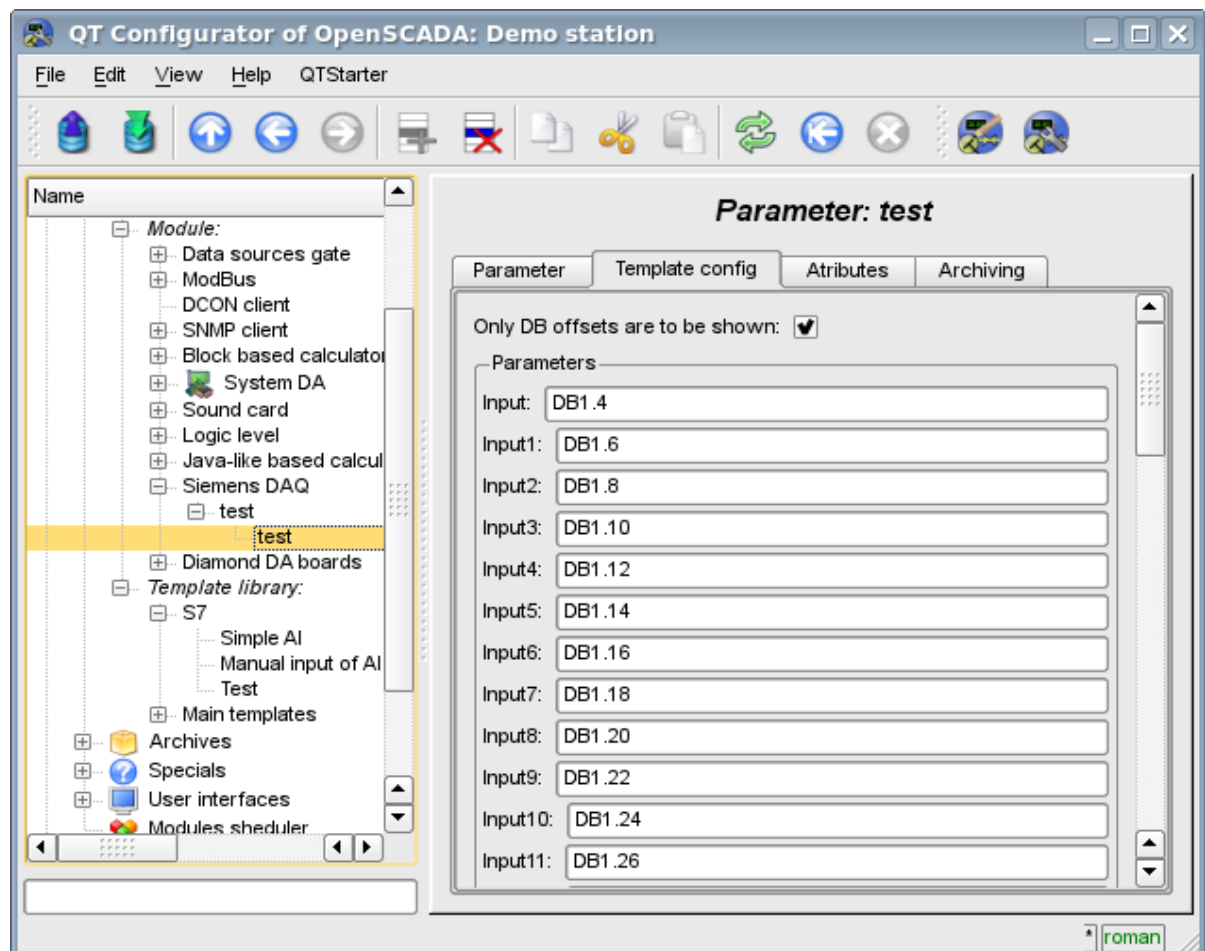 QT Configurator of OpenSCADA: Demo station
File Edit View Help QTStarter
Name
Module:
Data sources gate
ModBus
DCON client
SNMP client
Block based calculator
System DA
Sound card
Logic level
Java-like based calcul
Siemens DAQ
test
test
Diamond DA boards
Template library:
S7
Simple AI
Manual input of AI
Test
Main templates
Archives
Specials
User interfaces
Modules sheduler
Parameter: test
Parameter Template config Atributes Archiving
Only DB offsets are to be shown:
Parameters
Input: DB1.4
Input1: DB1.6
Input2: DB1.8
Input3: DB1.10
Input4: DB1.12
Input5: DB1.14
Input6: DB1.16
Input7: DB1.18
Input8: DB1.20
Input9: DB1.22
Input10: DB1.24
Input11: DB1.26
* roman